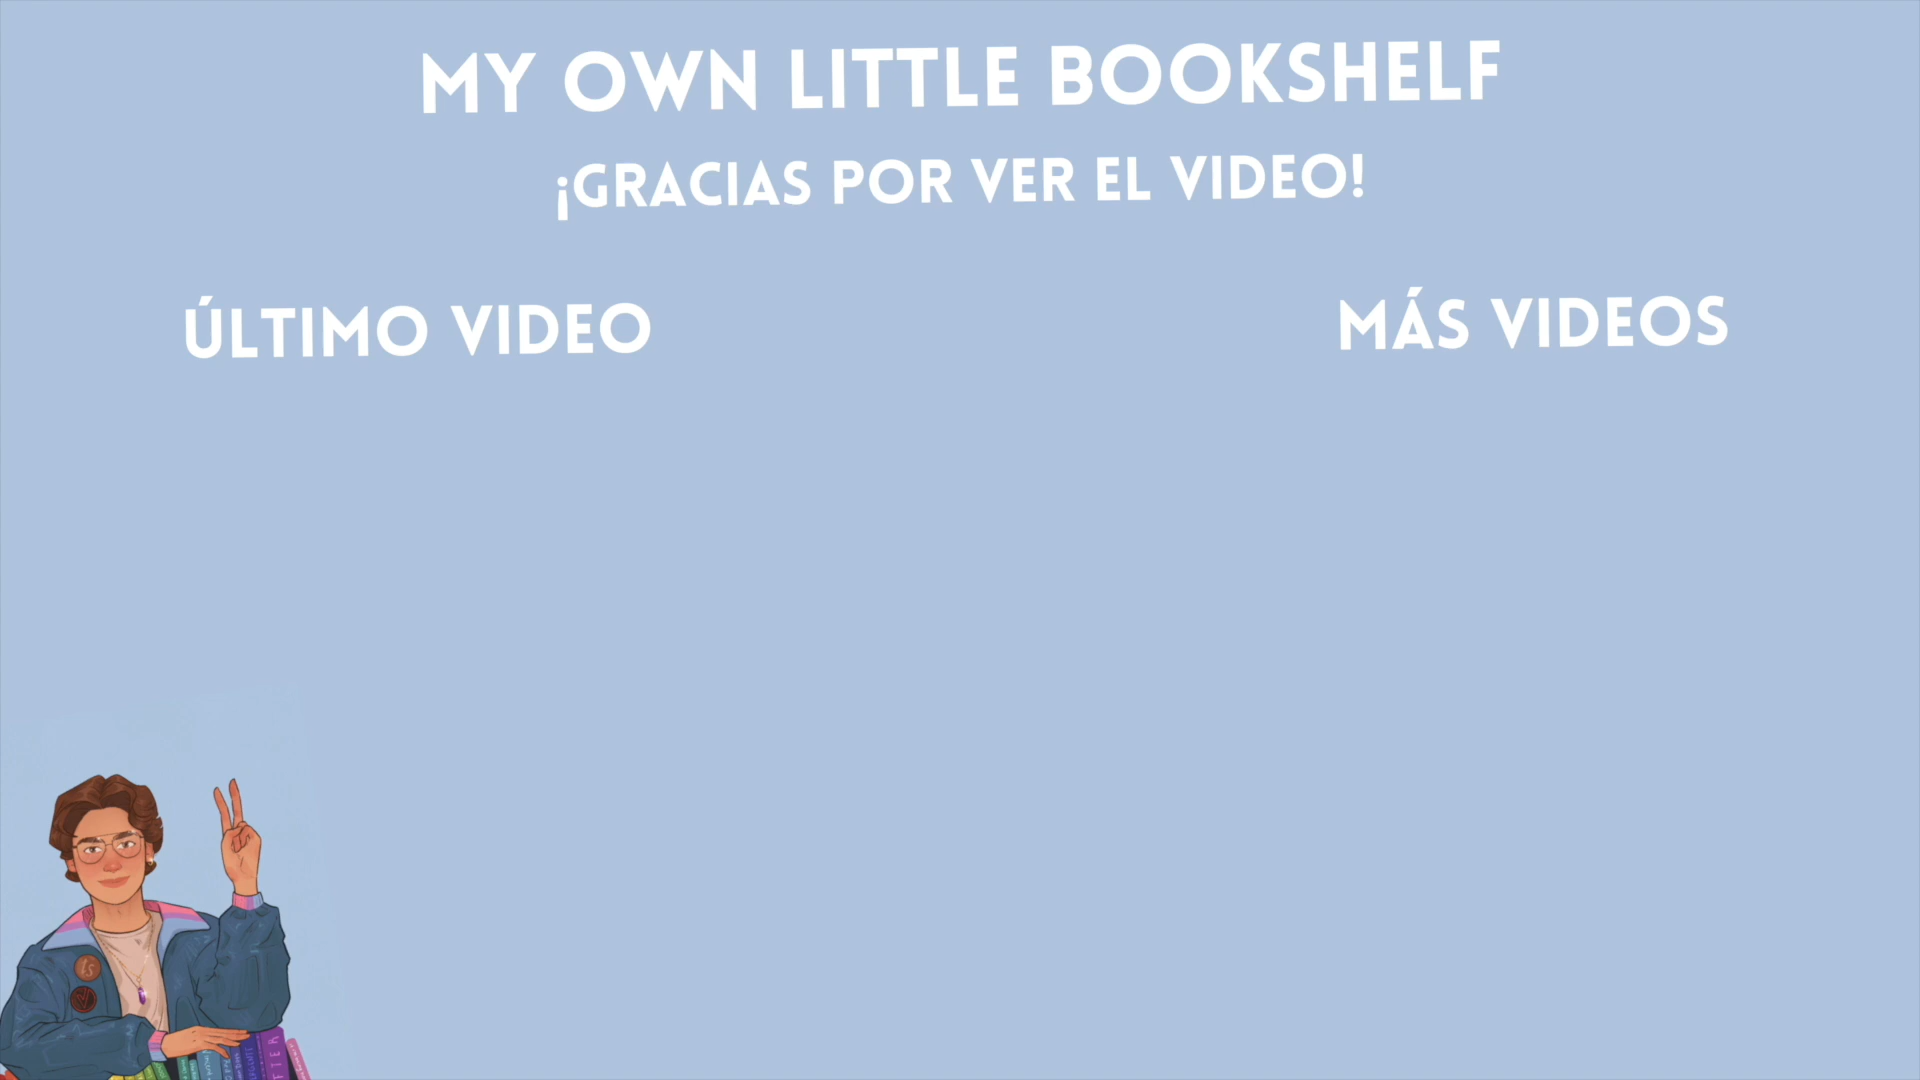 MY OWN LITTLE BOOKSHELF
¡GRACIAS POR VER EL VIDEO!
ÚLTIMO VIDEO
MÁS VIDEOS